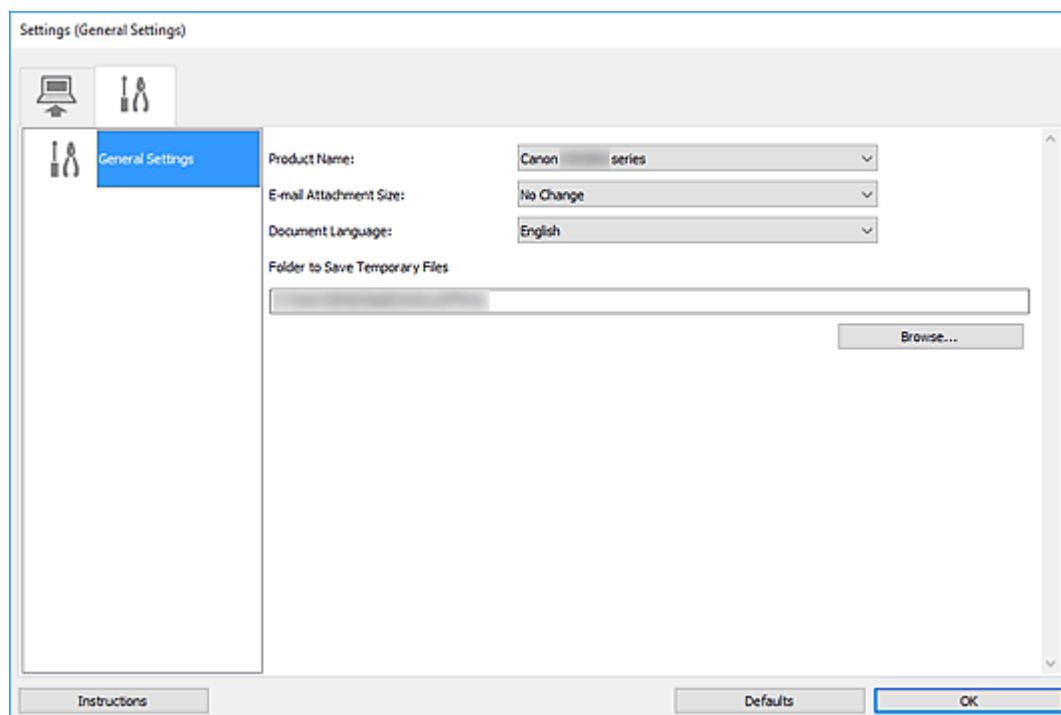 Settings (General Settings)
General Settings
Product Name: Canon series
E-mail Attachment Size: No Change
Document Language: English
Folder to Save Temporary Files
Browse...
Instructions Defaults OK